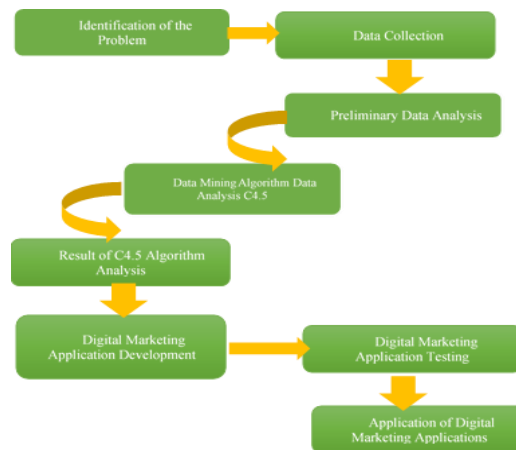 Identification of the
Problem
Data Collection
Preliminary Data Analysis
Data Mining Algorithm Data
Analysis C4.5
Result of C4.5 Algorithm
Analysis
Digital Marketing
Application Development
Digital Marketing
Application Testing
Application of Digital
Marketing Applications